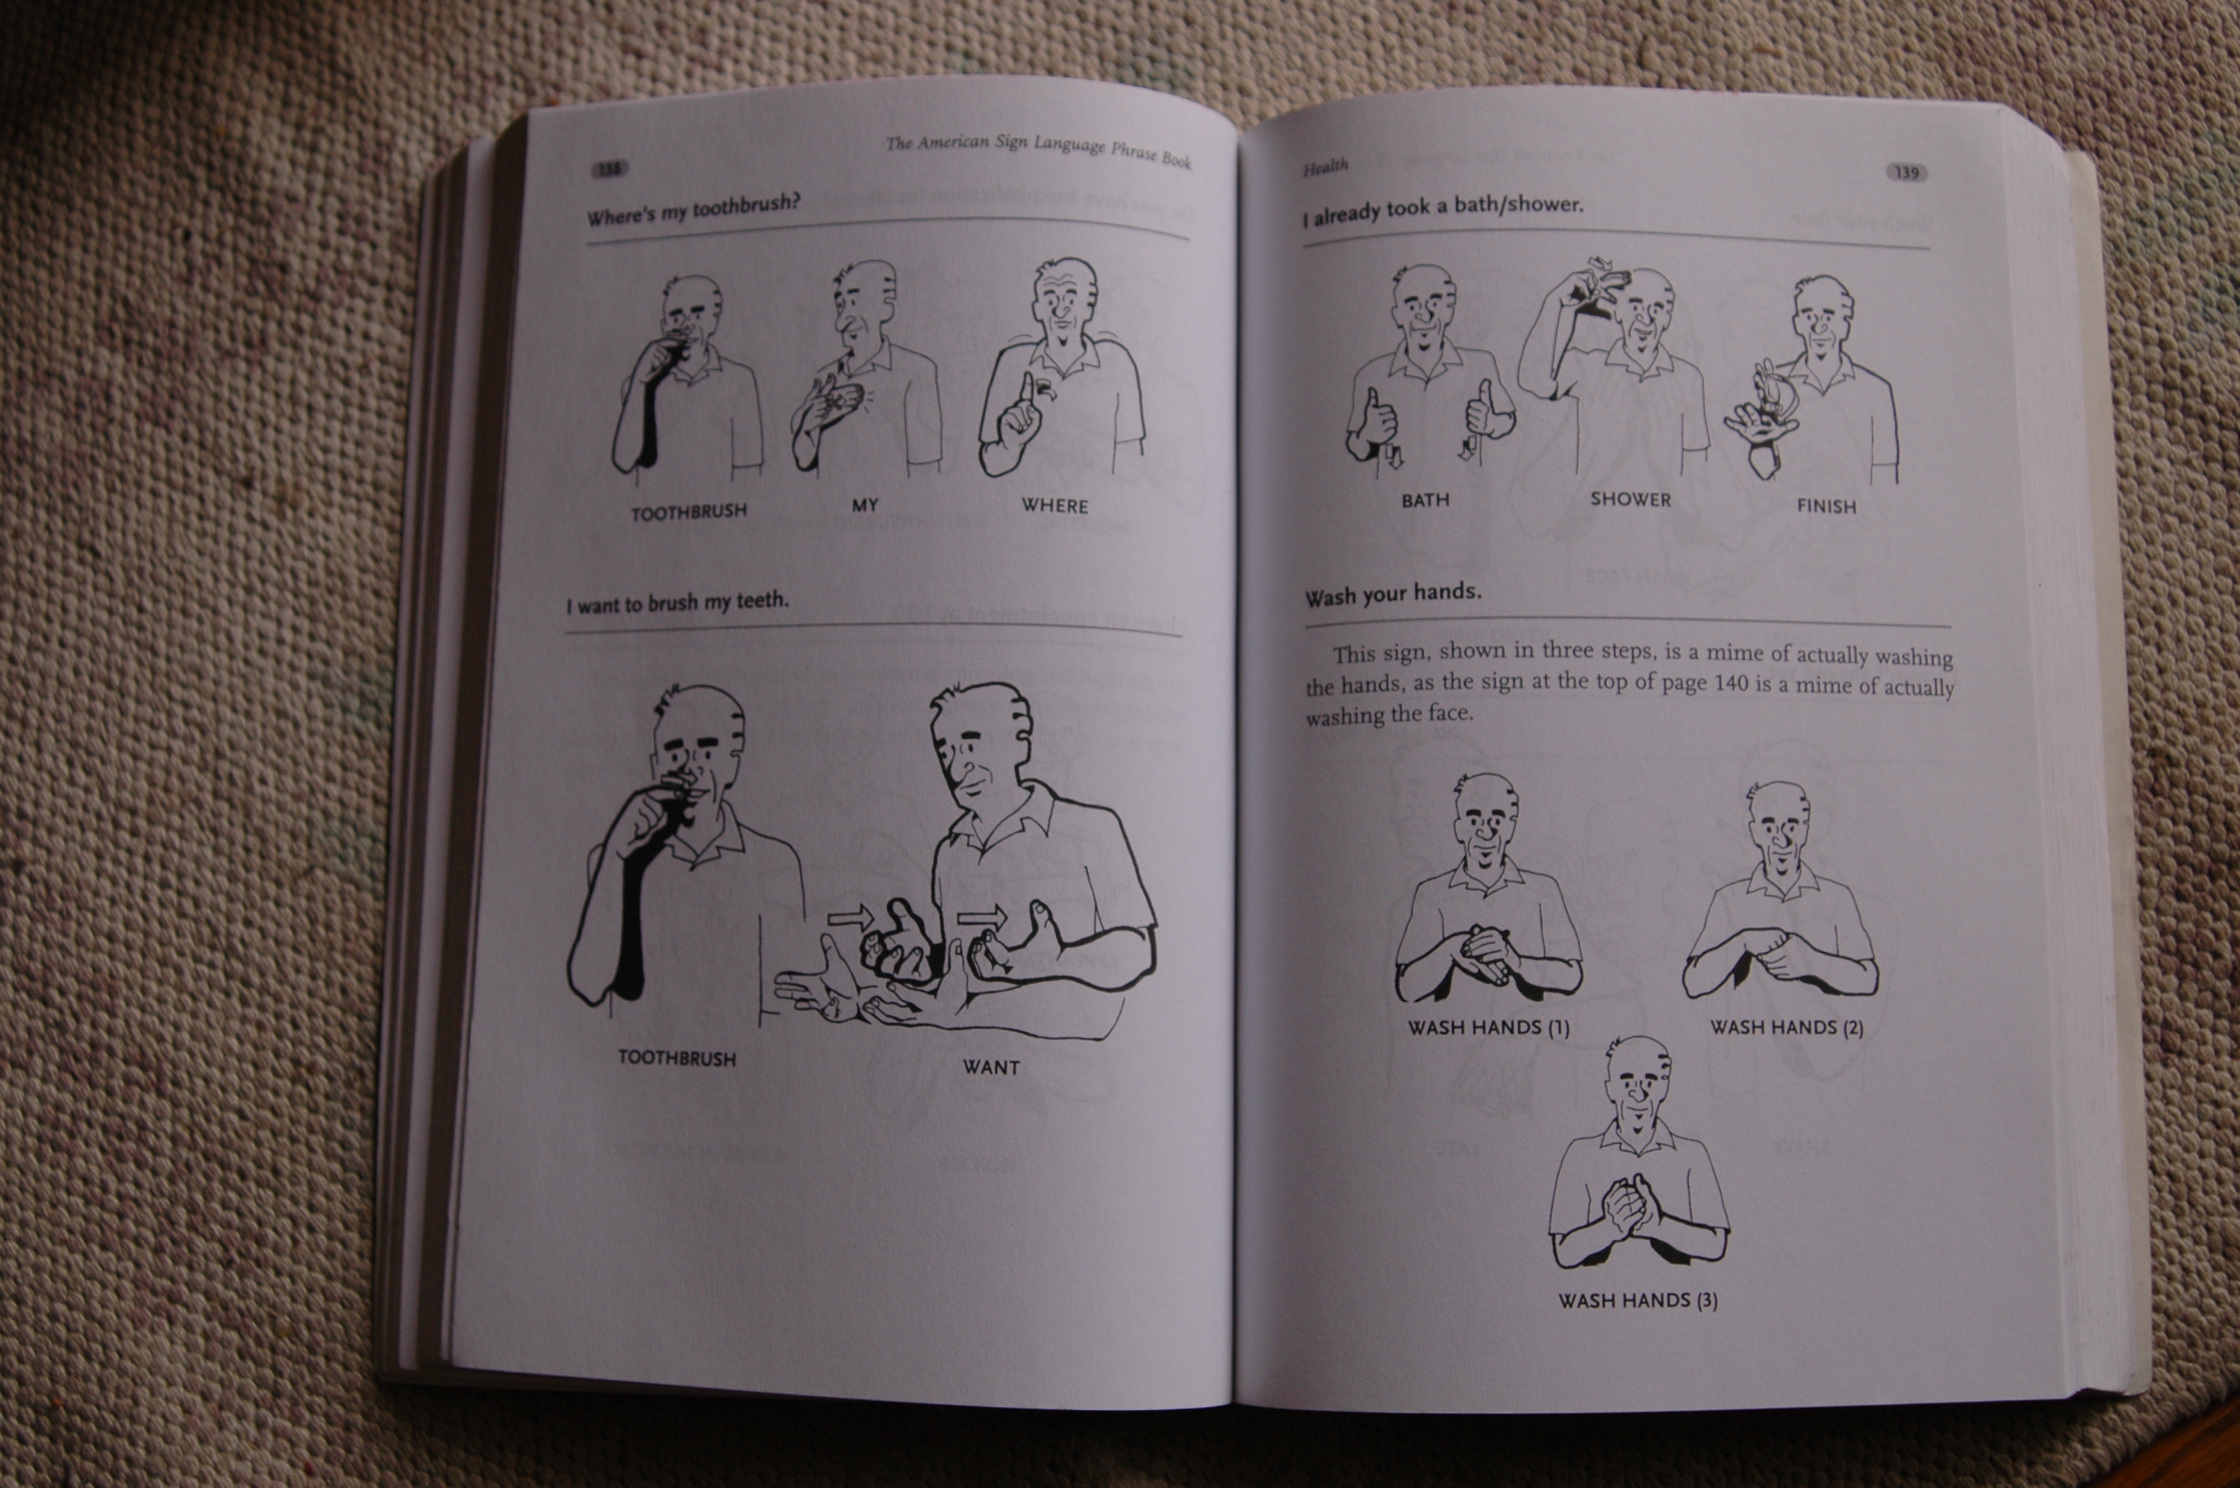 138
The American Sign Language Phrase Book
Where's my toothbrush?
TOOTHBRUSH
MY
WHERE
I want to brush my teeth.
TOOTHBRUSH
WANT
Health
139
I already took a bath/shower.
BATH
SHOWER
FINISH
Wash your hands.
This sign, shown in three steps, is a mime of actually washing
the hands, as the sign at the top of page 140 is a mime of actually
washing the face.
WASH HANDS (1)
WASH HANDS (2)
WASH HANDS (3)